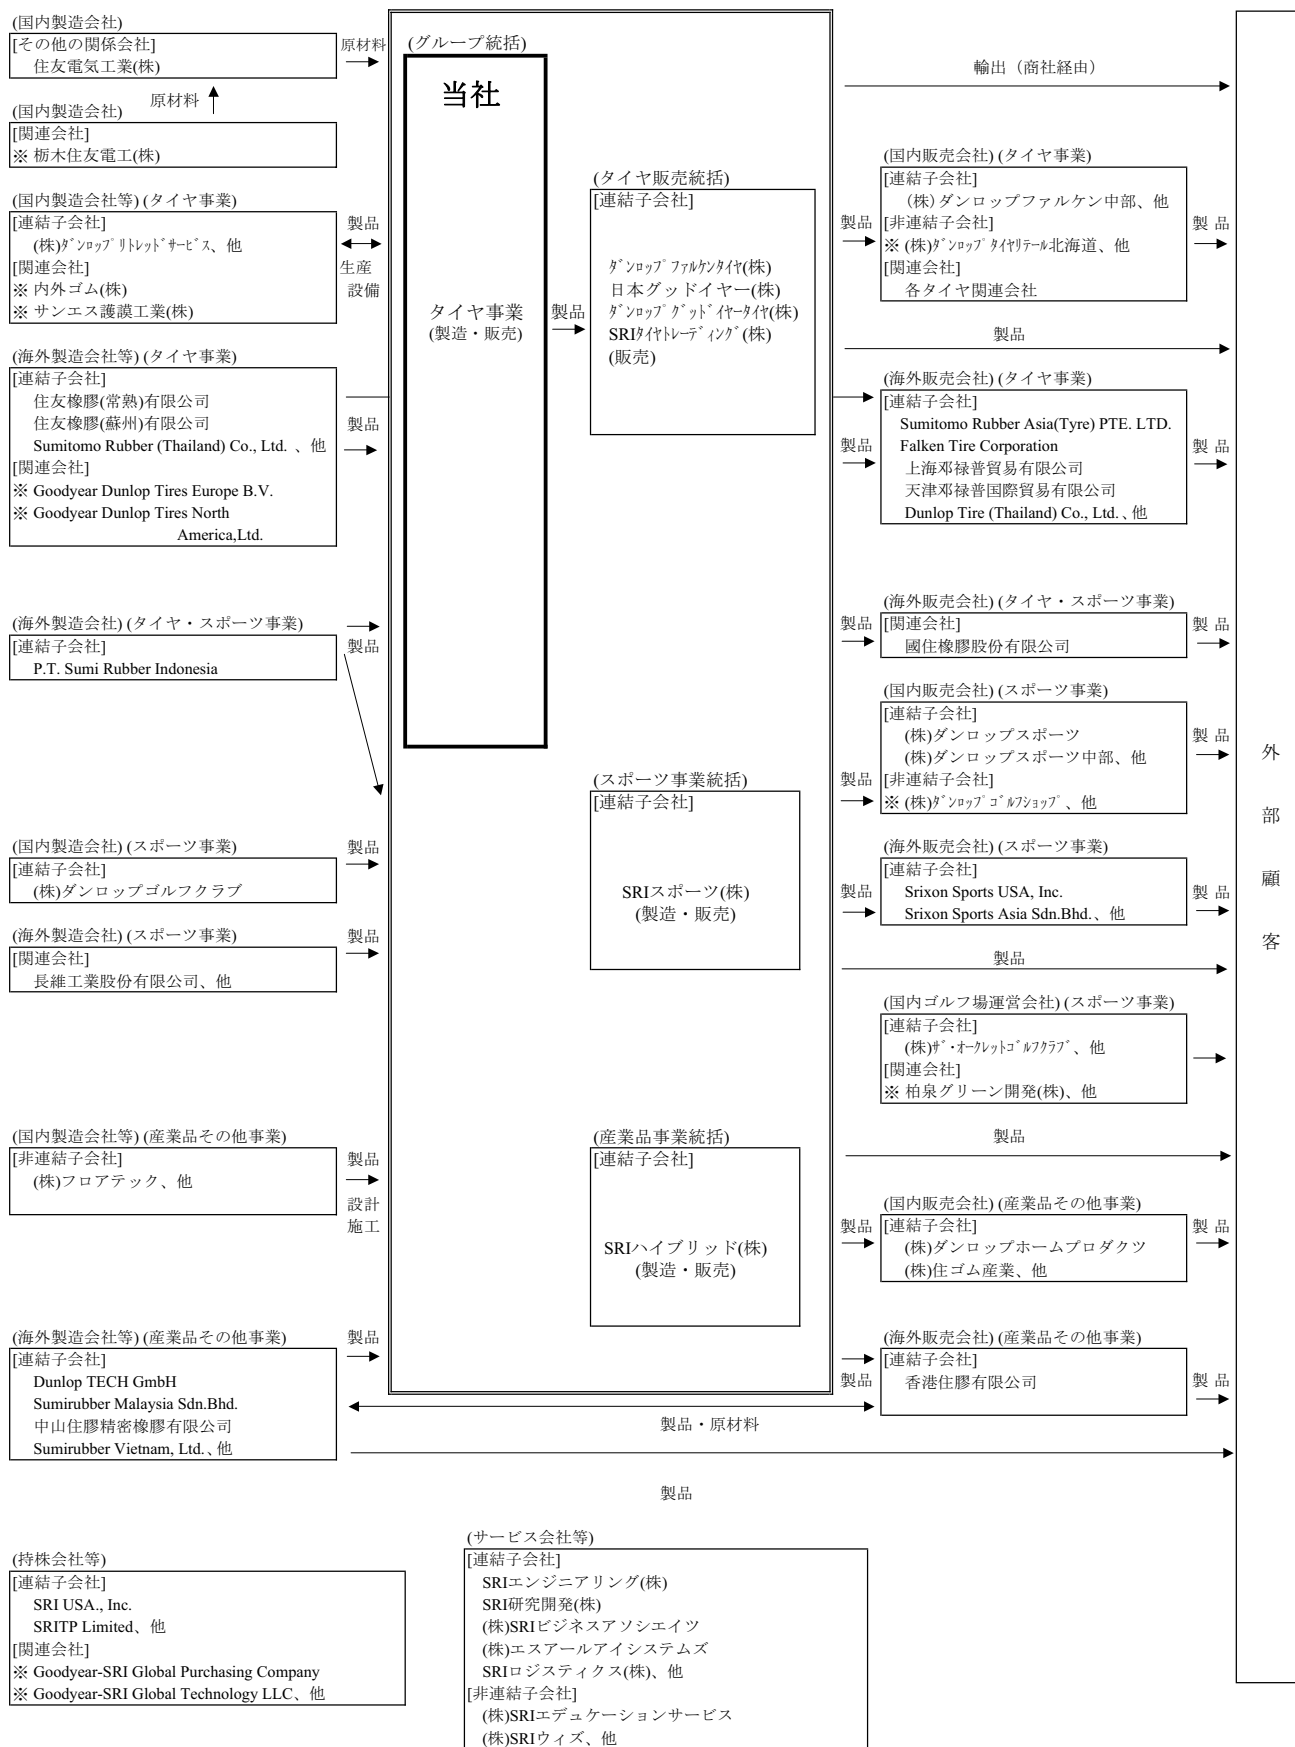 (国内製造会社)
[その他の関係会社]
住友電気工業(株)
原材料
原材料
(国内製造会社)
[関連会社]
※ 栃木住友電工(株)
(国内製造会社等) (タイヤ事業)
[連結子会社]
(株)ﾀﾞﾝﾛｯﾌﾟﾘﾄﾚｯﾄﾞｻｰﾋﾞｽ、他
[関連会社]
※ 内外ゴム(株)
※ サンエス護膜工業(株)
製品
生産
設備
(海外製造会社等) (タイヤ事業)
[連結子会社]
住友橡膠(常熟)有限公司
住友橡膠(蘇州)有限公司
Sumitomo Rubber (Thailand) Co., Ltd. 、他
[関連会社]
※ Goodyear Dunlop Tires Europe B.V.
※ Goodyear Dunlop Tires North
America,Ltd.
製品
(海外製造会社) (タイヤ・スポーツ事業)
[連結子会社]
P.T. Sumi Rubber Indonesia
製品
(国内製造会社) (スポーツ事業)
[連結子会社]
(株)ダンロップゴルフクラブ
製品
(海外製造会社) (スポーツ事業)
[関連会社]
長維工業股份有限公司、他
製品
(国内製造会社等) (産業品その他事業)
[非連結子会社]
(株)フロアテック、他
製品
設計
施工
(海外製造会社等) (産業品その他事業)
[連結子会社]
Dunlop TECH GmbH
Sumirubber Malaysia Sdn.Bhd.
中山住膠精密橡膠有限公司
Sumirubber Vietnam, Ltd.、他
製品
(グループ統括)
当社
タイヤ事業
(製造・販売)
製品
(タイヤ販売統括)
[連結子会社]
ﾀﾞﾝﾛｯﾌﾟﾌｧﾙｹﾝﾀｲﾔ(株)
日本グッドイヤー(株)
ﾀﾞﾝﾛｯﾌﾟｸﾞｯﾄﾞｲﾔｰﾀｲﾔ(株)
SRIﾀｲﾔﾄﾚｰﾃﾞｨﾝｸﾞ(株)
(販売)
(スポーツ事業統括)
[連結子会社]
SRIスポーツ(株)
(製造・販売)
(産業品事業統括)
[連結子会社]
SRIハイブリッド(株)
(製造・販売)
輸出（商社経由）
(国内販売会社) (タイヤ事業)
[連結子会社]
(株)ダンロップファルケン中部、他
[非連結子会社]
※ (株)ﾀﾞﾝﾛｯﾌﾟﾀｲﾔﾘﾃｰﾙ北海道、他
[関連会社]
各タイヤ関連会社
製品
製品
製品
(海外販売会社) (タイヤ事業)
[連結子会社]
Sumitomo Rubber Asia(Tyre) PTE. LTD.
Falken Tire Corporation
上海邓禄普貿易有限公司
天津邓禄普国際貿易有限公司
Dunlop Tire (Thailand) Co., Ltd.、他
製品
製品
(海外販売会社) (タイヤ・スポーツ事業)
[関連会社]
國住橡膠股份有限公司
製品
製品
(国内販売会社) (スポーツ事業)
[連結子会社]
(株)ダンロップスポーツ
(株)ダンロップスポーツ中部、他
[非連結子会社]
※ (株)ﾀﾞﾝﾛｯﾌﾟｺﾞﾙﾌｼｮｯﾌﾟ、他
製品
製品
(海外販売会社) (スポーツ事業)
[連結子会社]
Srixon Sports USA, Inc.
Srixon Sports Asia Sdn.Bhd.、他
製品
製品
製品
(国内ゴルフ場運営会社) (スポーツ事業)
[連結子会社]
(株)ｻﾞ･ｵｰｸﾚｯﾄｺﾞﾙﾌｸﾗﾌﾞ、他
[関連会社]
※ 柏泉グリーン開発(株)、他
製品
(国内販売会社) (産業品その他事業)
[連結子会社]
(株)ダンロップホームプロダクツ
(株)住ゴム産業、他
製品
製品
(海外販売会社) (産業品その他事業)
[連結子会社]
香港住膠有限公司
製品
製品
製品・原材料
製品
外
部
顧
客
(持株会社等)
[連結子会社]
SRI USA., Inc.
SRITP Limited、他
[関連会社]
※ Goodyear-SRI Global Purchasing Company
※ Goodyear-SRI Global Technology LLC、他
(サービス会社等)
[連結子会社]
SRIエンジニアリング(株)
SRI研究開発(株)
(株)SRIビジネスアソシエイツ
(株)エスアールアイシステムズ
SRIロジスティクス(株)、他
[非連結子会社]
(株)SRIエデュケーションサービス
(株)SRIウィズ、他